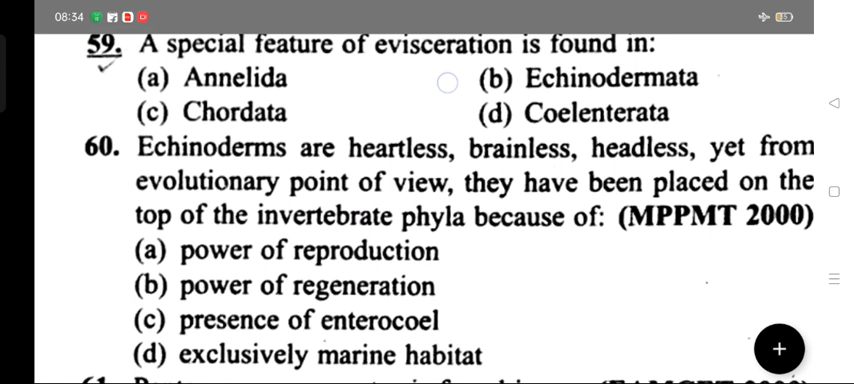 08:34
59. A special feature of evisceration is found in:
(a) Annelida (b) Echinodermata
(c) Chordata (d) Coelenterata
60. Echinoderms are heartless, brainless, headless, yet from
evolutionary point of view, they have been placed on the
top of the invertebrate phyla because of: (MPPMT 2000)
(a) power of reproduction
(b) power of regeneration
(c) presence of enterocoel
(d) exclusively marine habitat